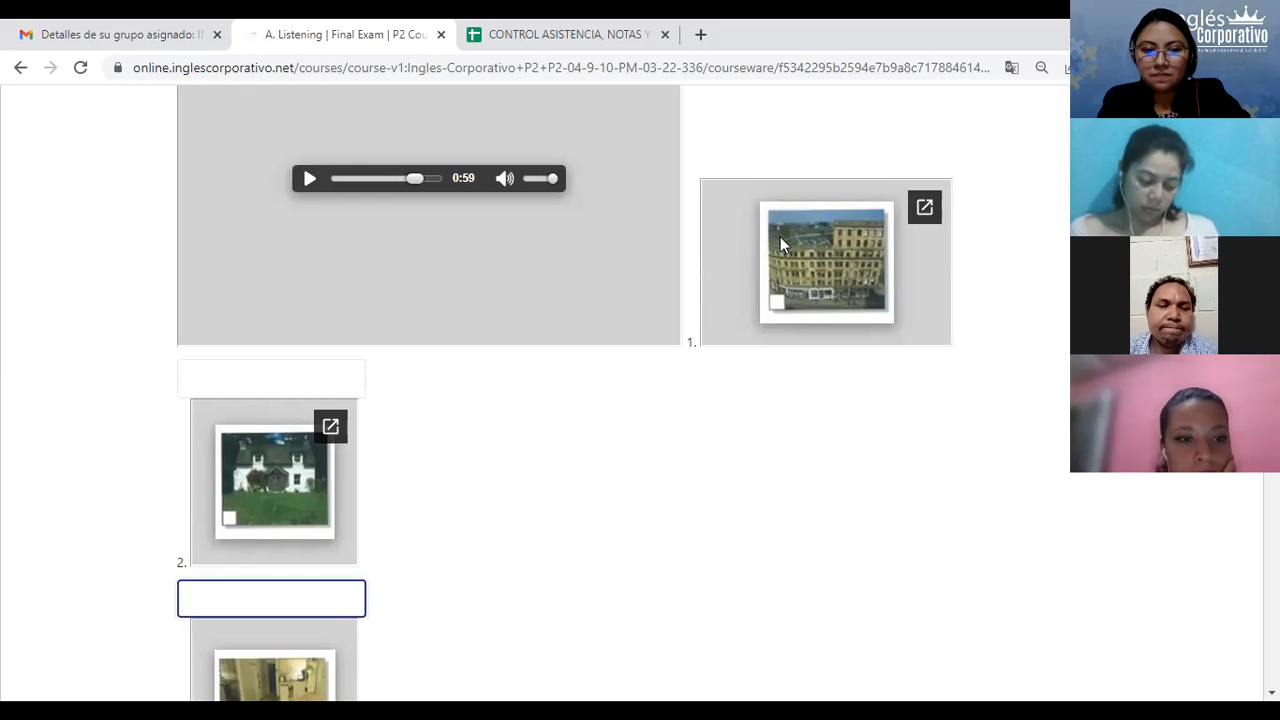 Detalles de su grupo asignado: I
A. Listening | Final Exam | P2 Cou
CONTROL ASISTENCIA, NOTAS Y
online.inglescorporativo.net/courses/course-v1:Ingles-Corporativo+P2+P2-04-9-10-PM-03-22-336/courseware/f5342295b2594e7b9a8c717884614...
Inglés
Corporativo
0:59
1.
2.